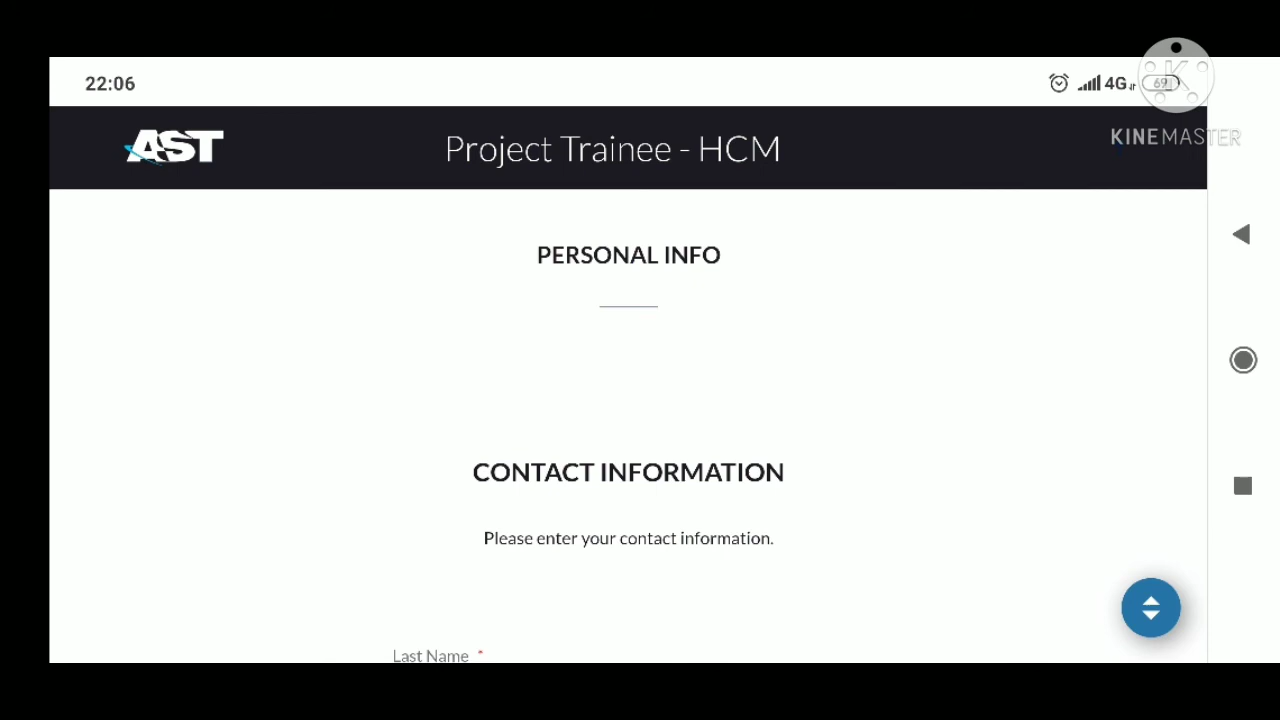 22:06
4G
69
K
AST
Project Trainee - HCM
KINEMASTER
PERSONAL INFO
CONTACT INFORMATION
Please enter your contact information.
Last Name *